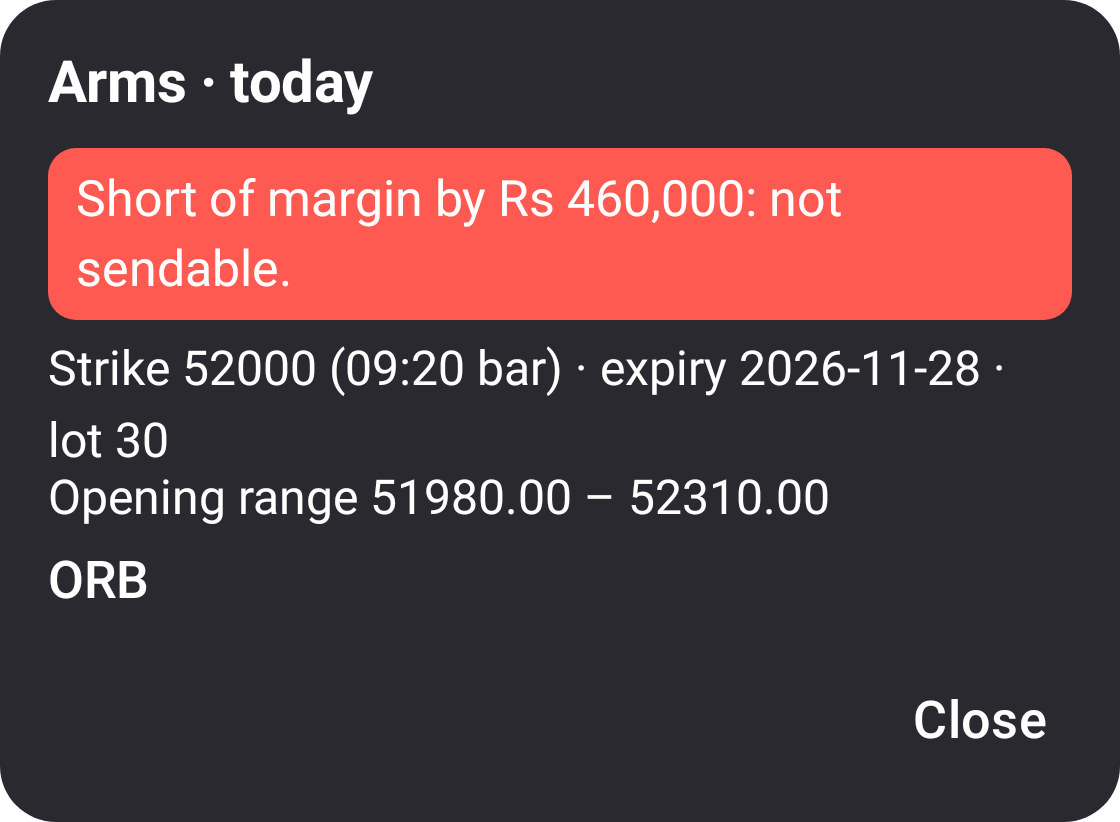 Arms · today
Short of margin by Rs 460,000: not
sendable.
Strike 52000 (09:20 bar) · expiry 2026-11-28 ·
lot 30
Opening range 51980.00 – 52310.00
ORB
Close